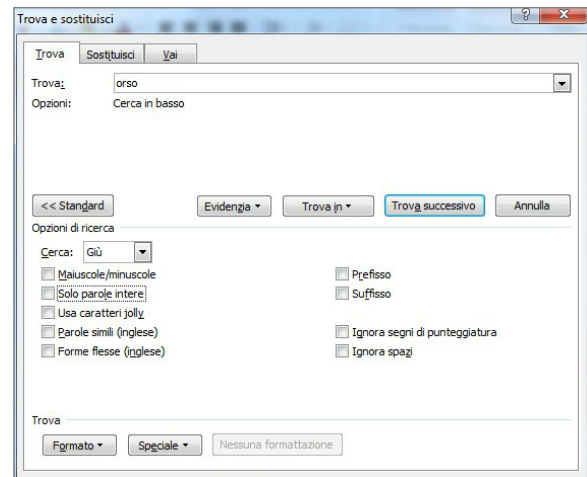 Trova e sostituisci
Trova Sostituisci Vai
Trova: orso
Opzioni: Cerca in basso
<< Standard Evidenzia Trova in Trova successivo Annulla
Opzioni di ricerca
Cerca: Giù
Maiuscole/minuscole Prefisso
Solo parole intere Suffisso
Usa caratteri jolly
Parole simili (inglese) Ignora segni di punteggiatura
Forme flesse (inglese) Ignora spazi
Trova
Formato Speciale Nessuna formattazione